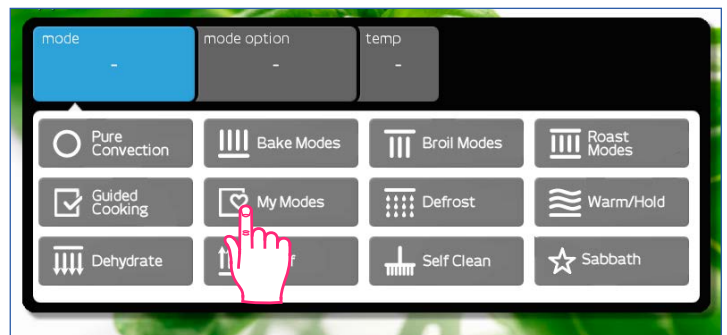 mode
mode option
temp
-
-
-
Pure
Convection
Bake Modes
Broil Modes
Roast
Modes
Guided
Cooking
My Modes
Defrost
Warm/Hold
Dehydrate
Self Clean
Sabbath